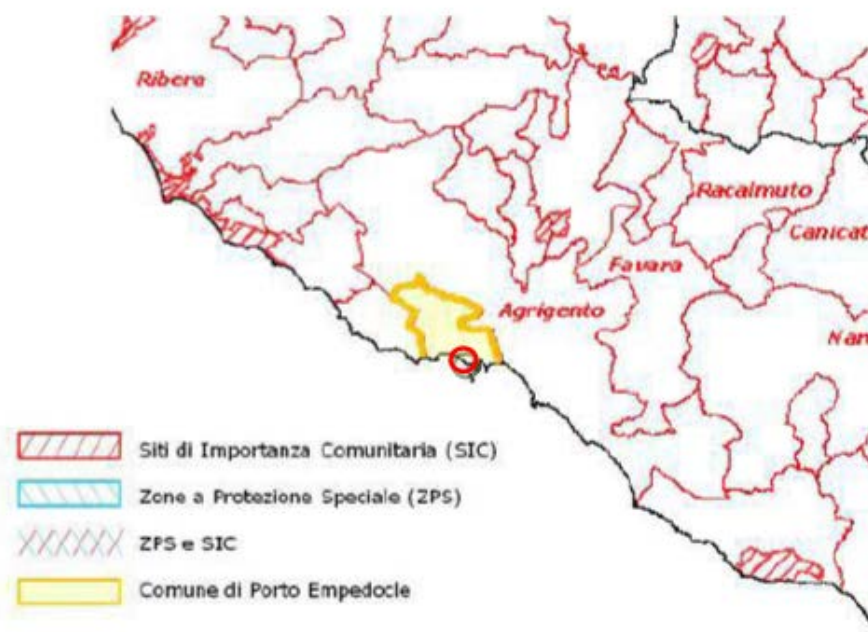 Ribera
Racalmuto
Canicat
Favara
Agrigento
Nar
Siti di Importanza Comunitaria (SIC)
Zone a Protezione Speciale (ZPS)
ZPS e SIC
Comune di Porto Empedocle